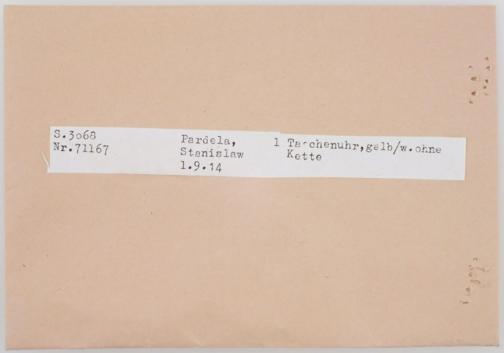 S.3068 Pardela, 1 Taschenuhr,gelb/w.ohne
Nr.71167 Stanislaw Kette
1.9.14